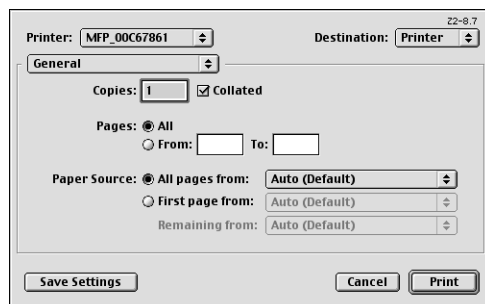 Z2-8.7
Printer: MFP_00C67861 Destination: Printer
General
Copies: 1 Collated
Pages: All
From: To:
Paper Source: All pages from: Auto (Default)
First page from: Auto (Default)
Remaining from: Auto (Default)
Save Settings Cancel Print